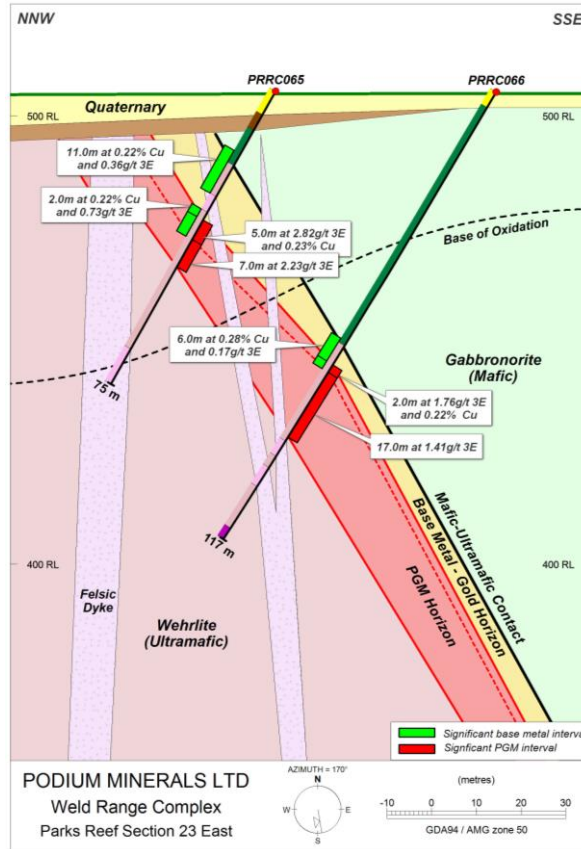 NNW
SSE
PRRC065
PRRC066
Quaternary
500 RL
500 RL
11.0m at 0.22% Cu
and 0.36g/t 3E
2.0m at 0.22% Cu
and 0.73g/t 3E
5.0m at 2.82g/t 3E
and 0.23% Cu
7.0m at 2.23g/t 3E
Base of Oxidation
6.0m at 0.28% Cu
and 0.17g/t 3E
Gabbronorite
(Mafic)
75 m
2.0m at 1.76g/t 3E
and 0.22% Cu
17.0m at 1.41g/t 3E
117 m
Mafic-Ultramafic Contact
Base Metal - Gold Horizon
PGM Horizon
400 RL
400 RL
Felsic
Dyke
Wehrlite
(Ultramafic)
Significant base metal interval
Signficant PGM interval
PODIUM MINERALS LTD
Weld Range Complex
Parks Reef Section 23 East
AZIMUTH = 170°
N
W
E
S
(metres)
-10 0 10 20 30
GDA94 / AMG zone 50